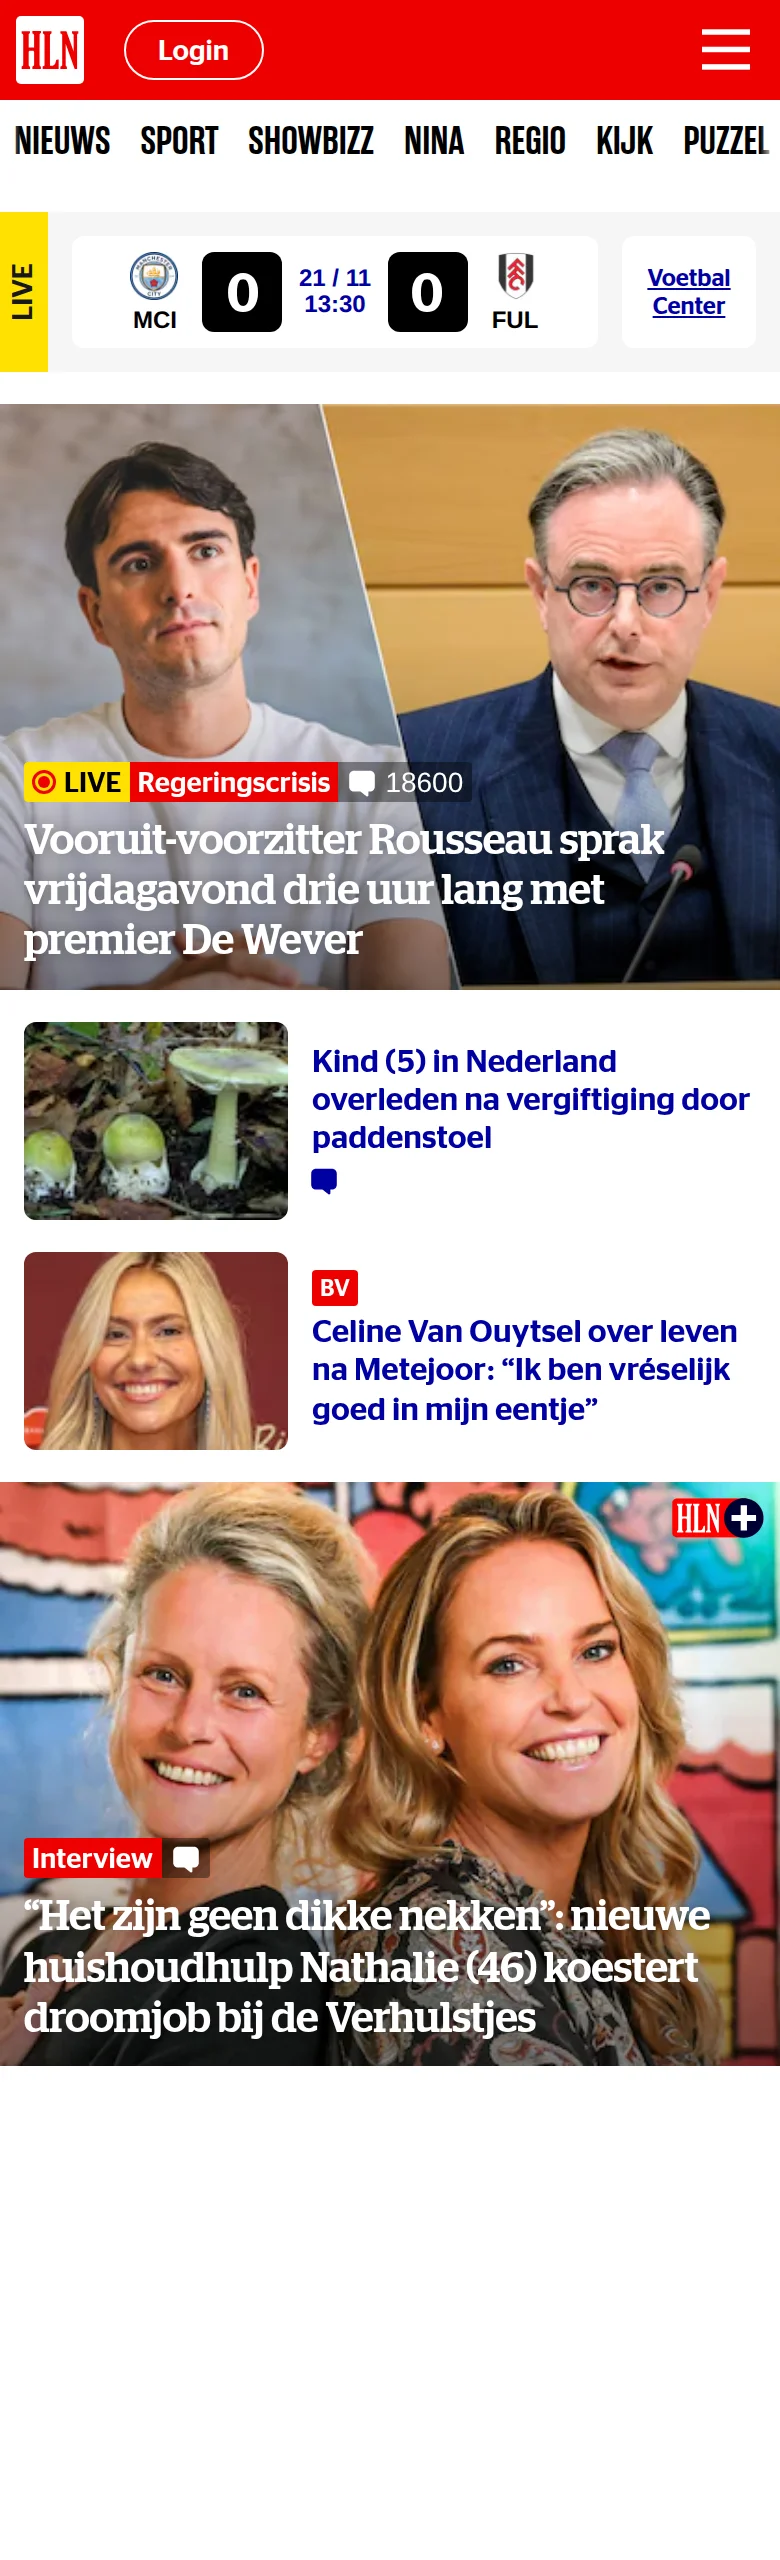 HLN
Login
NIEUWS SPORT SHOWBIZZ NINA REGIO KIJK PUZZEL
LIVE
MANCHESTER
CITY
MCI
0
21 / 11
13:30
0
FUL
Voetbal
Center
LIVE Regeringscrisis 18600
Vooruit-voorzitter Rousseau sprak
vrijdagavond drie uur lang met
premier De Wever
Kind (5) in Nederland
overleden na vergiftiging door
paddenstoel
BV
Celine Van Ouytsel over leven
na Metejoor: “Ik ben vréselijk
goed in mijn eentje”
HLN+
Interview
“Het zijn geen dikke nekken”: nieuwe
huishoudhulp Nathalie (46) koestert
droomjob bij de Verhulstjes